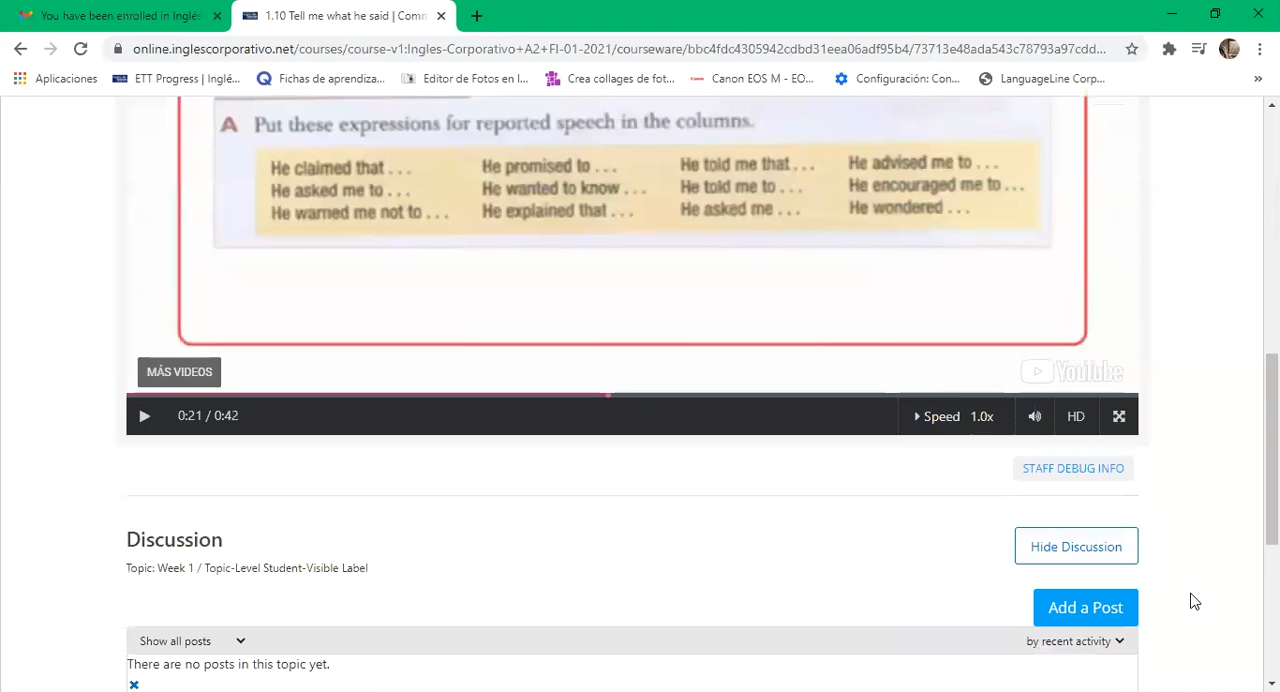 You have been enrolled in Inglés
1.10 Tell me what he said | Comm
online.inglescorporativo.net/courses/course-v1:Ingles-Corporativo+A2+FI-01-2021/courseware/bbc4fdc4305942cdbd31eea06adf95b4/73713e48ada543c78793a97cdd...
Aplicaciones ETT Progress | Inglé... Fichas de aprendiza... Editor de Fotos en l... Crea collages de fot... Canon EOS M - EO... Configuración: Con... LanguageLine Corp...
A Put these expressions for reported speech in the columns.
He claimed that . . . He promised to . . . He told me that . . . He advised me to . . .
He asked me to . . . He wanted to know . . . He told me to . . . He encouraged me to . . .
He warned me not to . . . He explained that . . . He asked me . . . He wondered . . .
MÁS VIDEOS YouTube
0:21 / 0:42 Speed 1.0x HD
STAFF DEBUG INFO
Discussion
Hide Discussion
Topic: Week 1 / Topic-Level Student-Visible Label
Add a Post
Show all posts by recent activity
There are no posts in this topic yet.